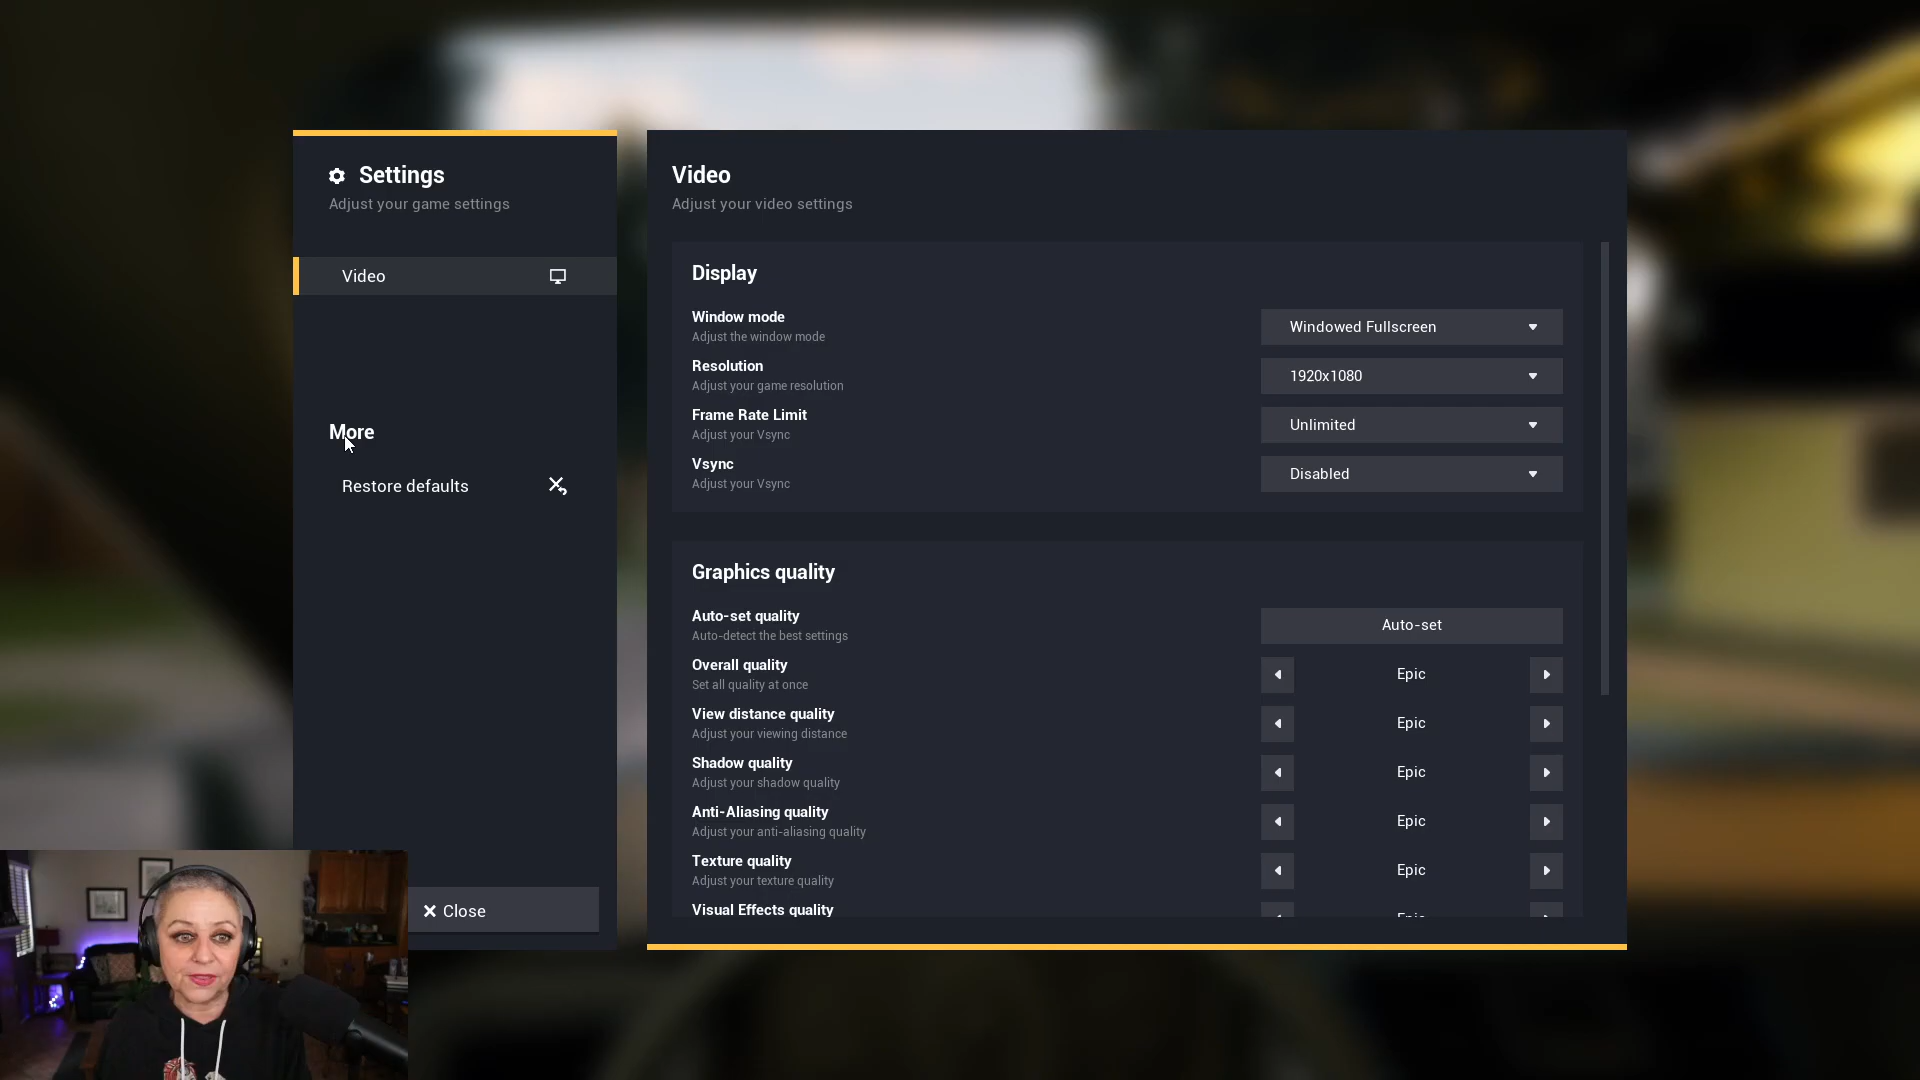 Settings
Adjust your game settings
Video
More
Restore defaults
Close
Video
Adjust your video settings
Display
Window mode
Adjust the window mode
Windowed Fullscreen
Resolution
Adjust your game resolution
1920x1080
Frame Rate Limit
Adjust your Vsync
Unlimited
Vsync
Adjust your Vsync
Disabled
Graphics quality
Auto-set quality
Auto-detect the best settings
Auto-set
Overall quality
Set all quality at once
Epic
View distance quality
Adjust your viewing distance
Epic
Shadow quality
Adjust your shadow quality
Epic
Anti-Aliasing quality
Adjust your anti-aliasing quality
Epic
Texture quality
Adjust your texture quality
Epic
Visual Effects quality
Epic